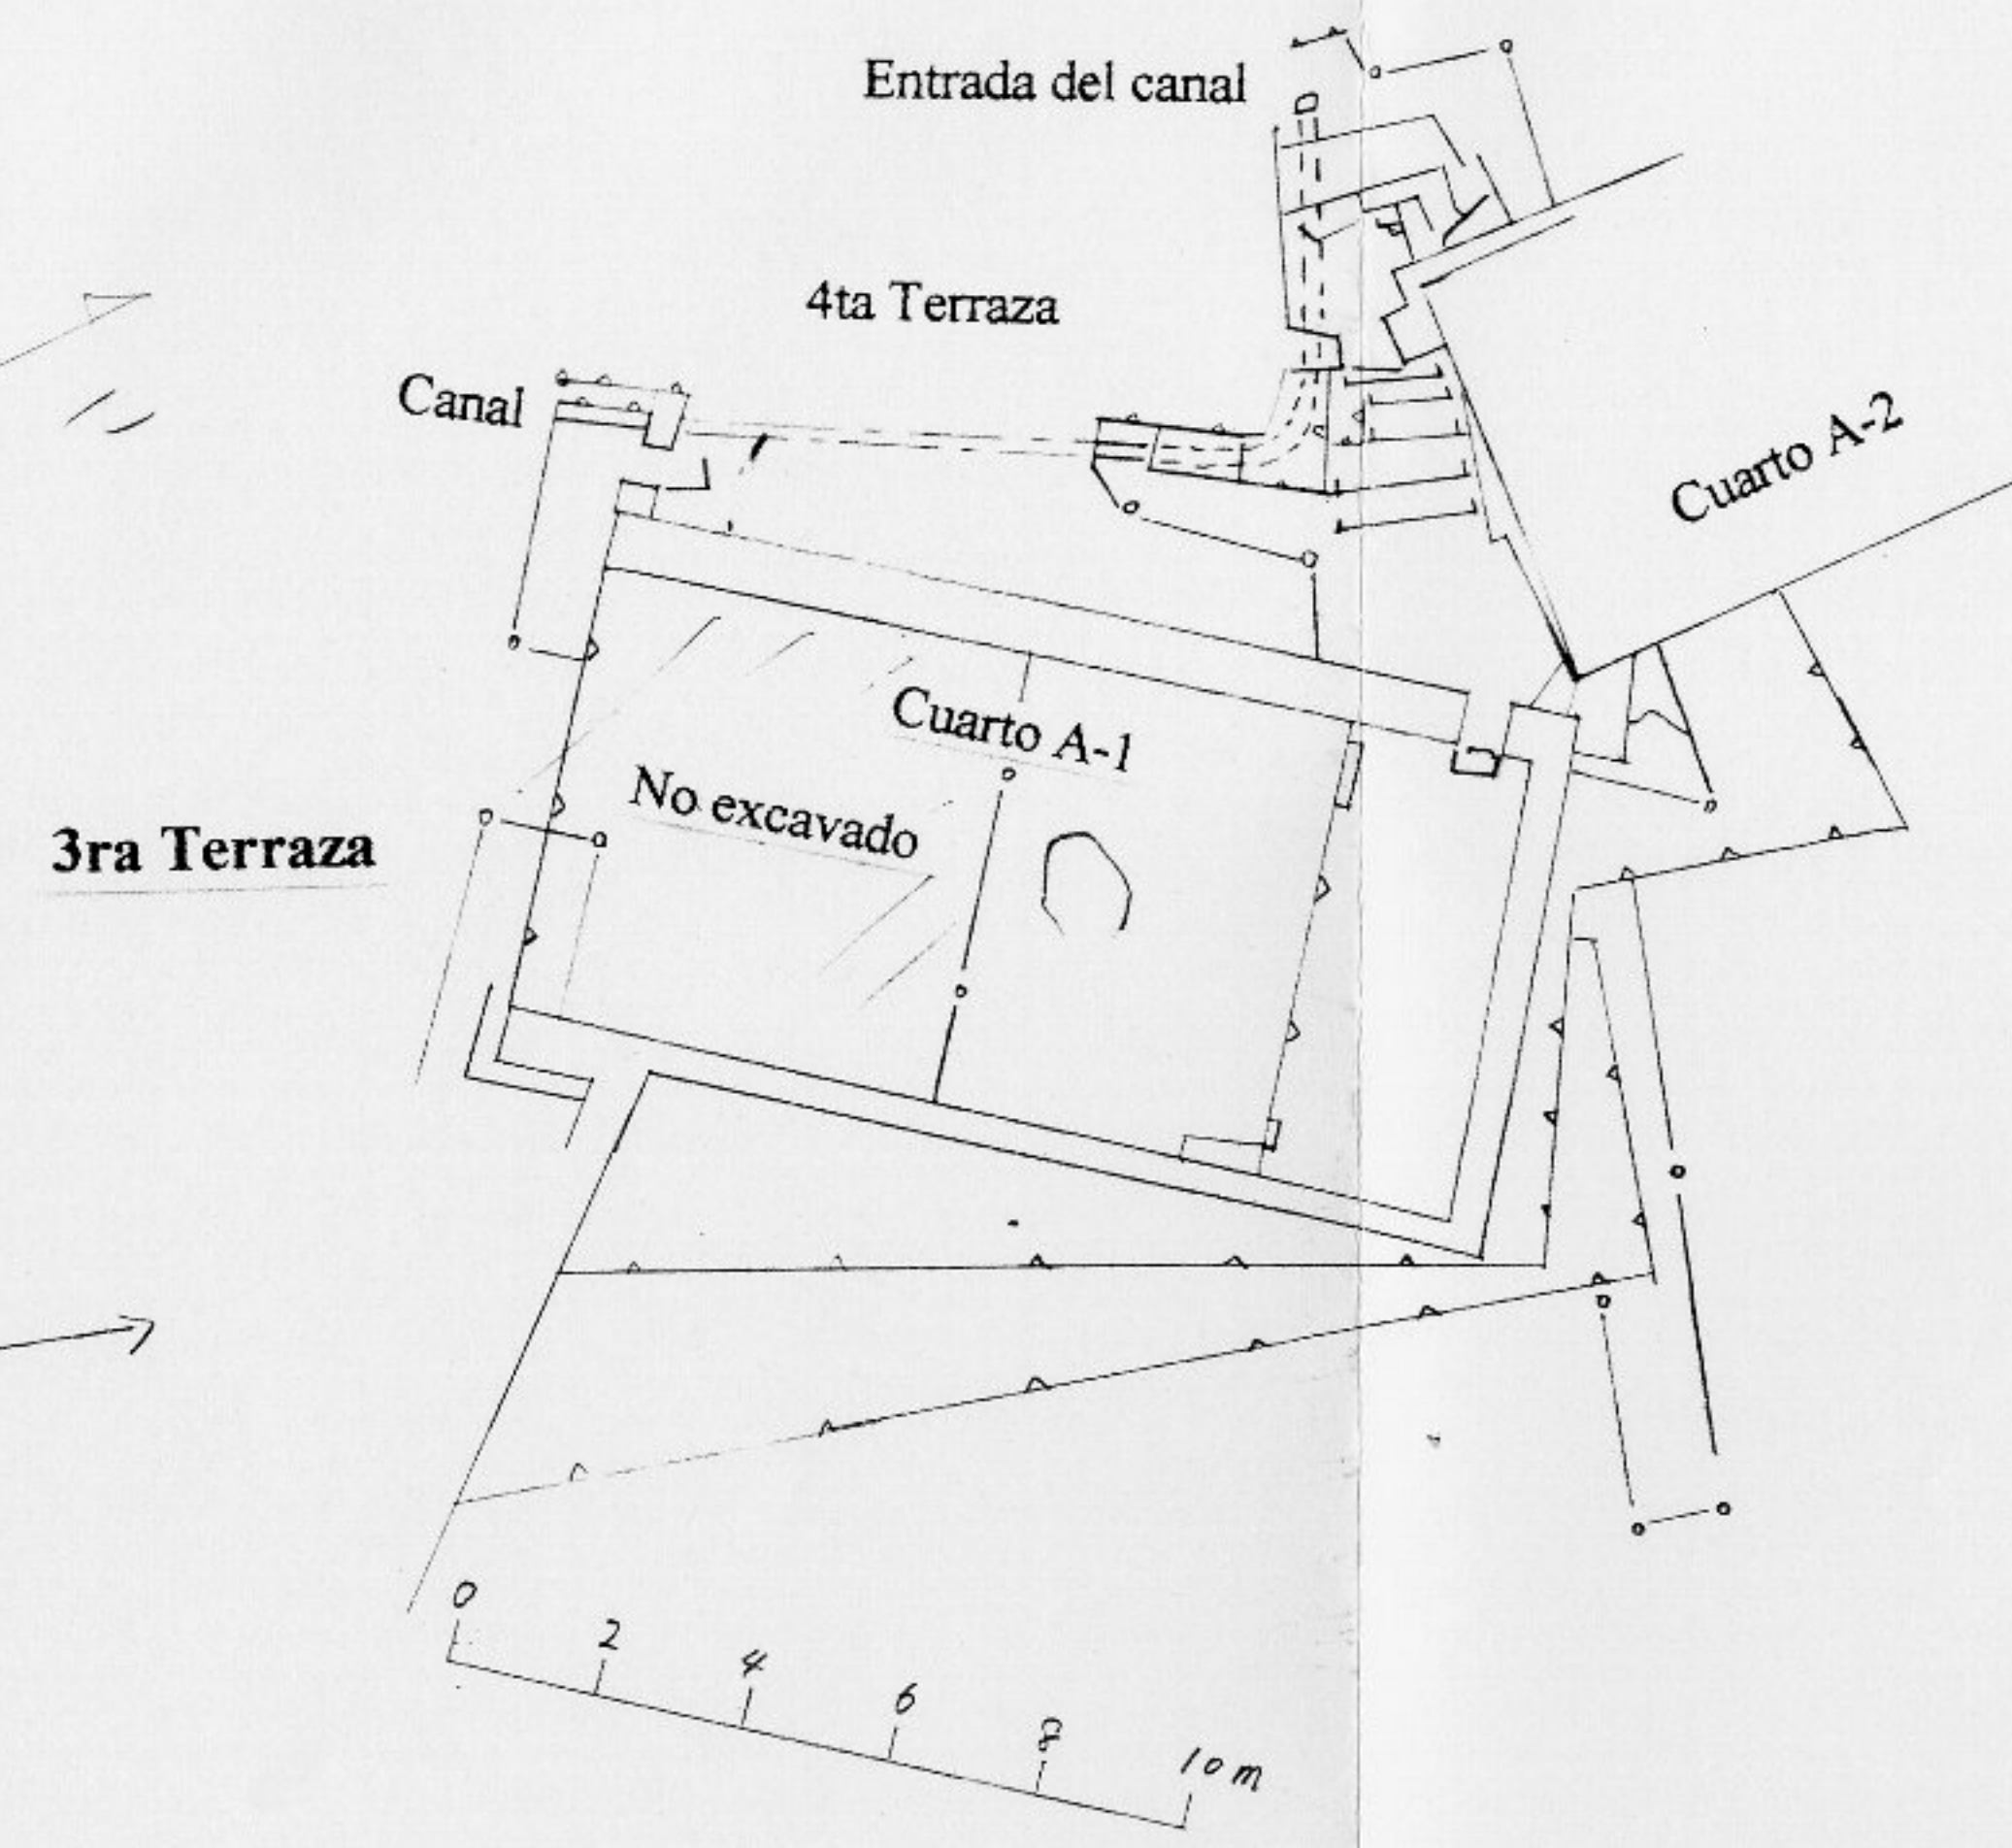 Entrada del canal
4ta Terraza
Canal
Cuarto A-2
Cuarto A-1
No excavado
3ra Terraza
0 2 4 6 8 10 m